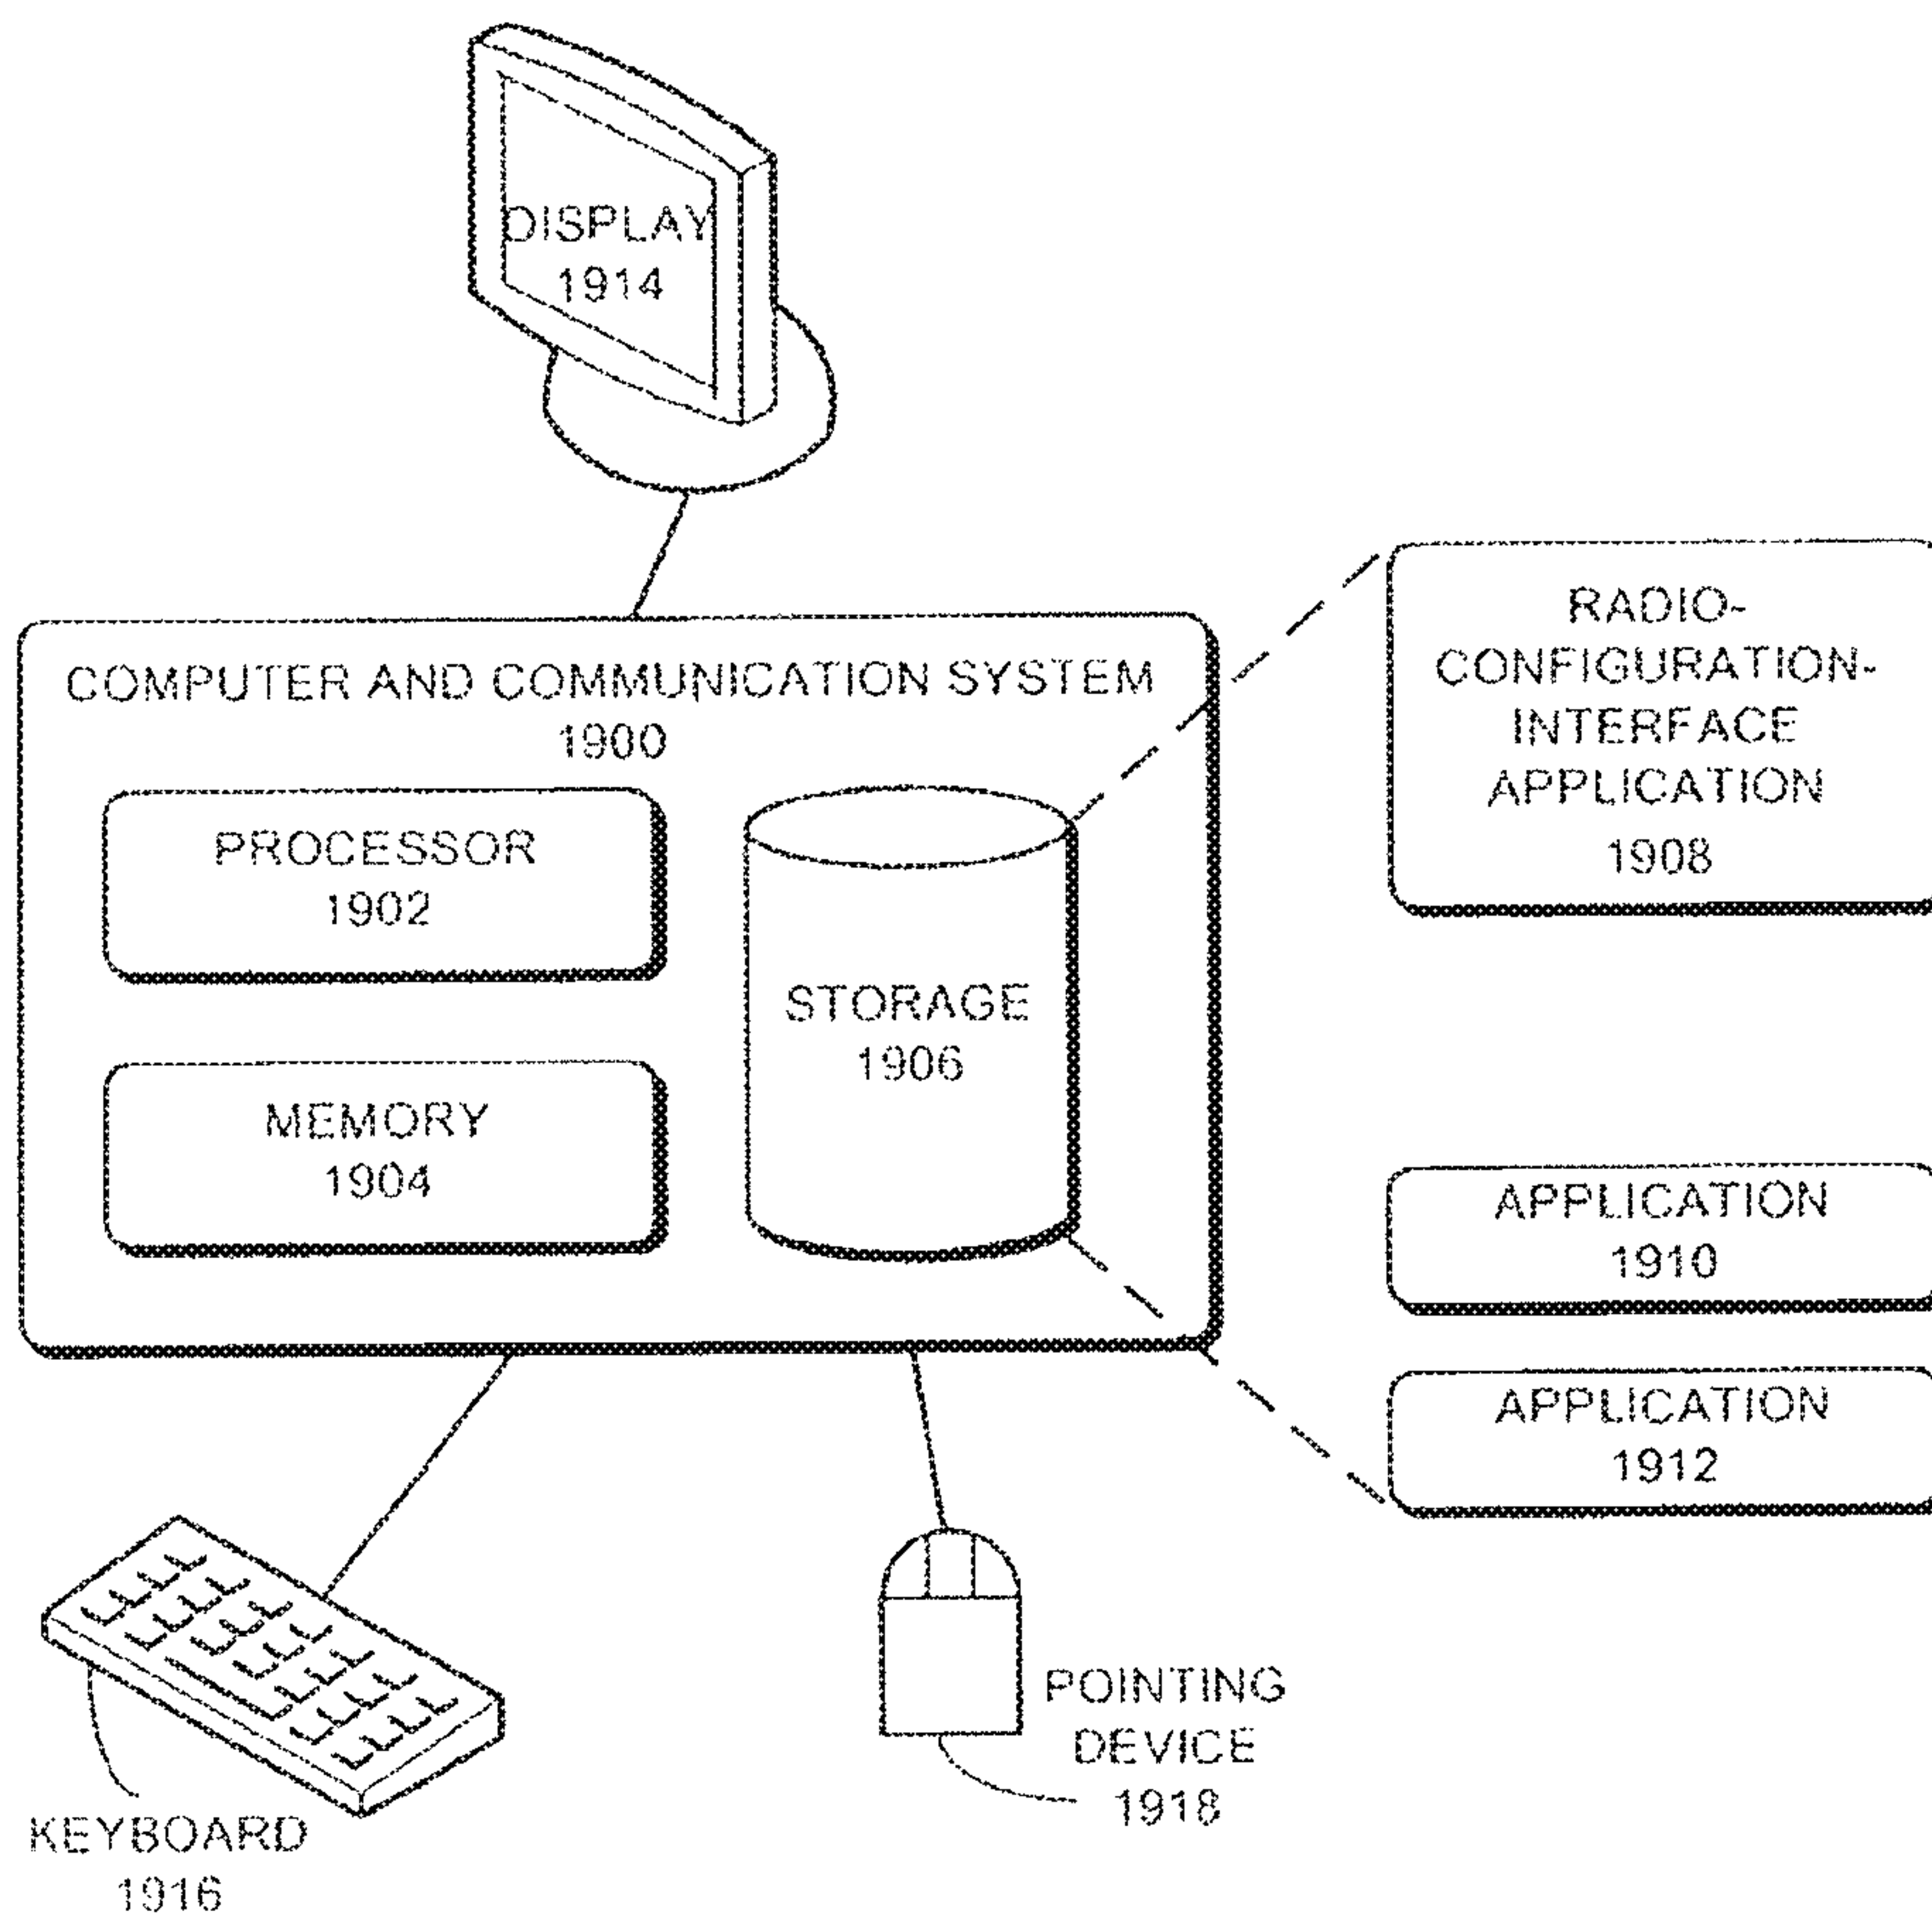 DISPLAY
1914
COMPUTER AND COMMUNICATION SYSTEM
1900
PROCESSOR
1902
MEMORY
1904
STORAGE
1906
RADIO-
CONFIGURATION-
INTERFACE
APPLICATION
1908
APPLICATION
1910
APPLICATION
1912
KEYBOARD
1916
POINTING
DEVICE
1918